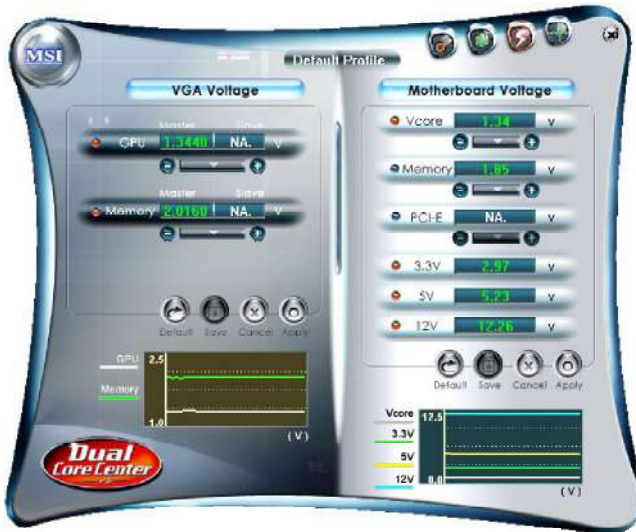 MSI
Default Profile
VGA Voltage
Master Slave
GPU 1.3440 NA. V
Master Slave
Memory 2.0160 NA. V
Default Save Cancel Apply
GPU
Memory
2.5
1.0
(V)
Dual
Core Center
Motherboard Voltage
Vcore 1.34 V
Memory 1.85 V
PCI-E NA. V
3.3V 2.97 V
5V 5.23 V
12V 12.26 V
Default Save Cancel Apply
Vcore
3.3V
5V
12V
12.5
0.0
(V)